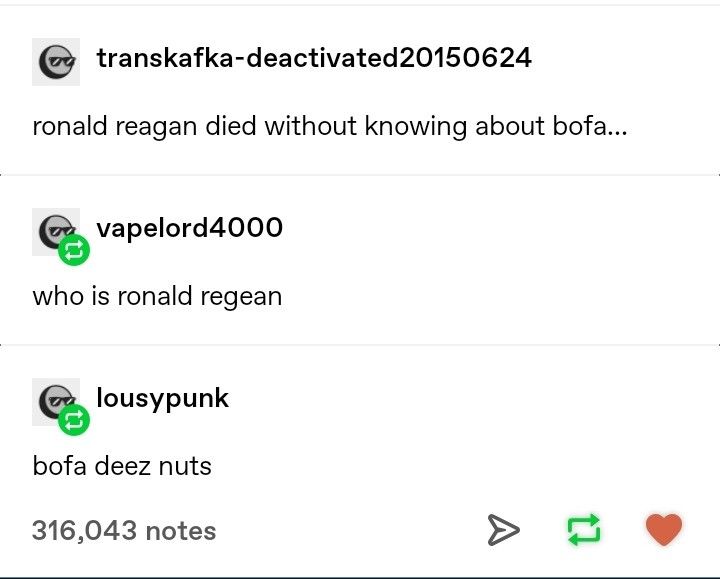 transkafka-deactivated20150624
ronald reagan died without knowing about bofa...
vapelord4000
who is ronald regean
lousypunk
bofa deez nuts
316,043 notes